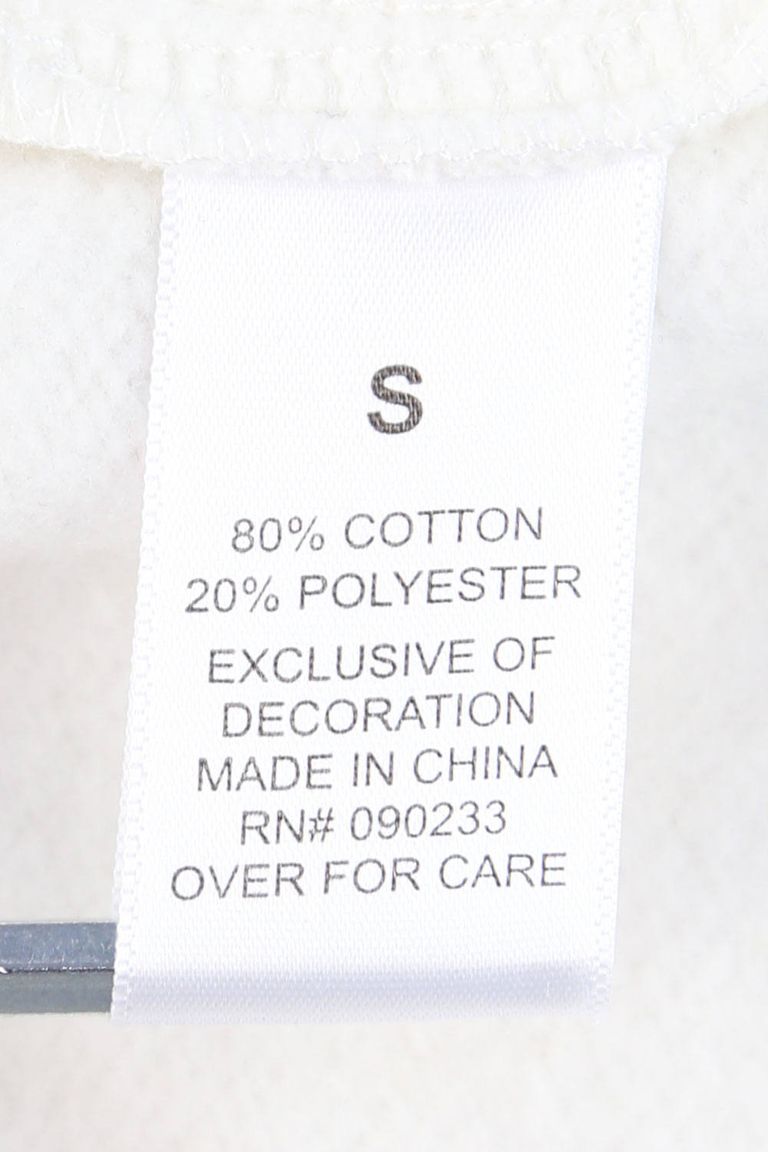 S
80% COTTON
20% POLYESTER
EXCLUSIVE OF
DECORATION
MADE IN CHINA
RN# 090233
OVER FOR CARE